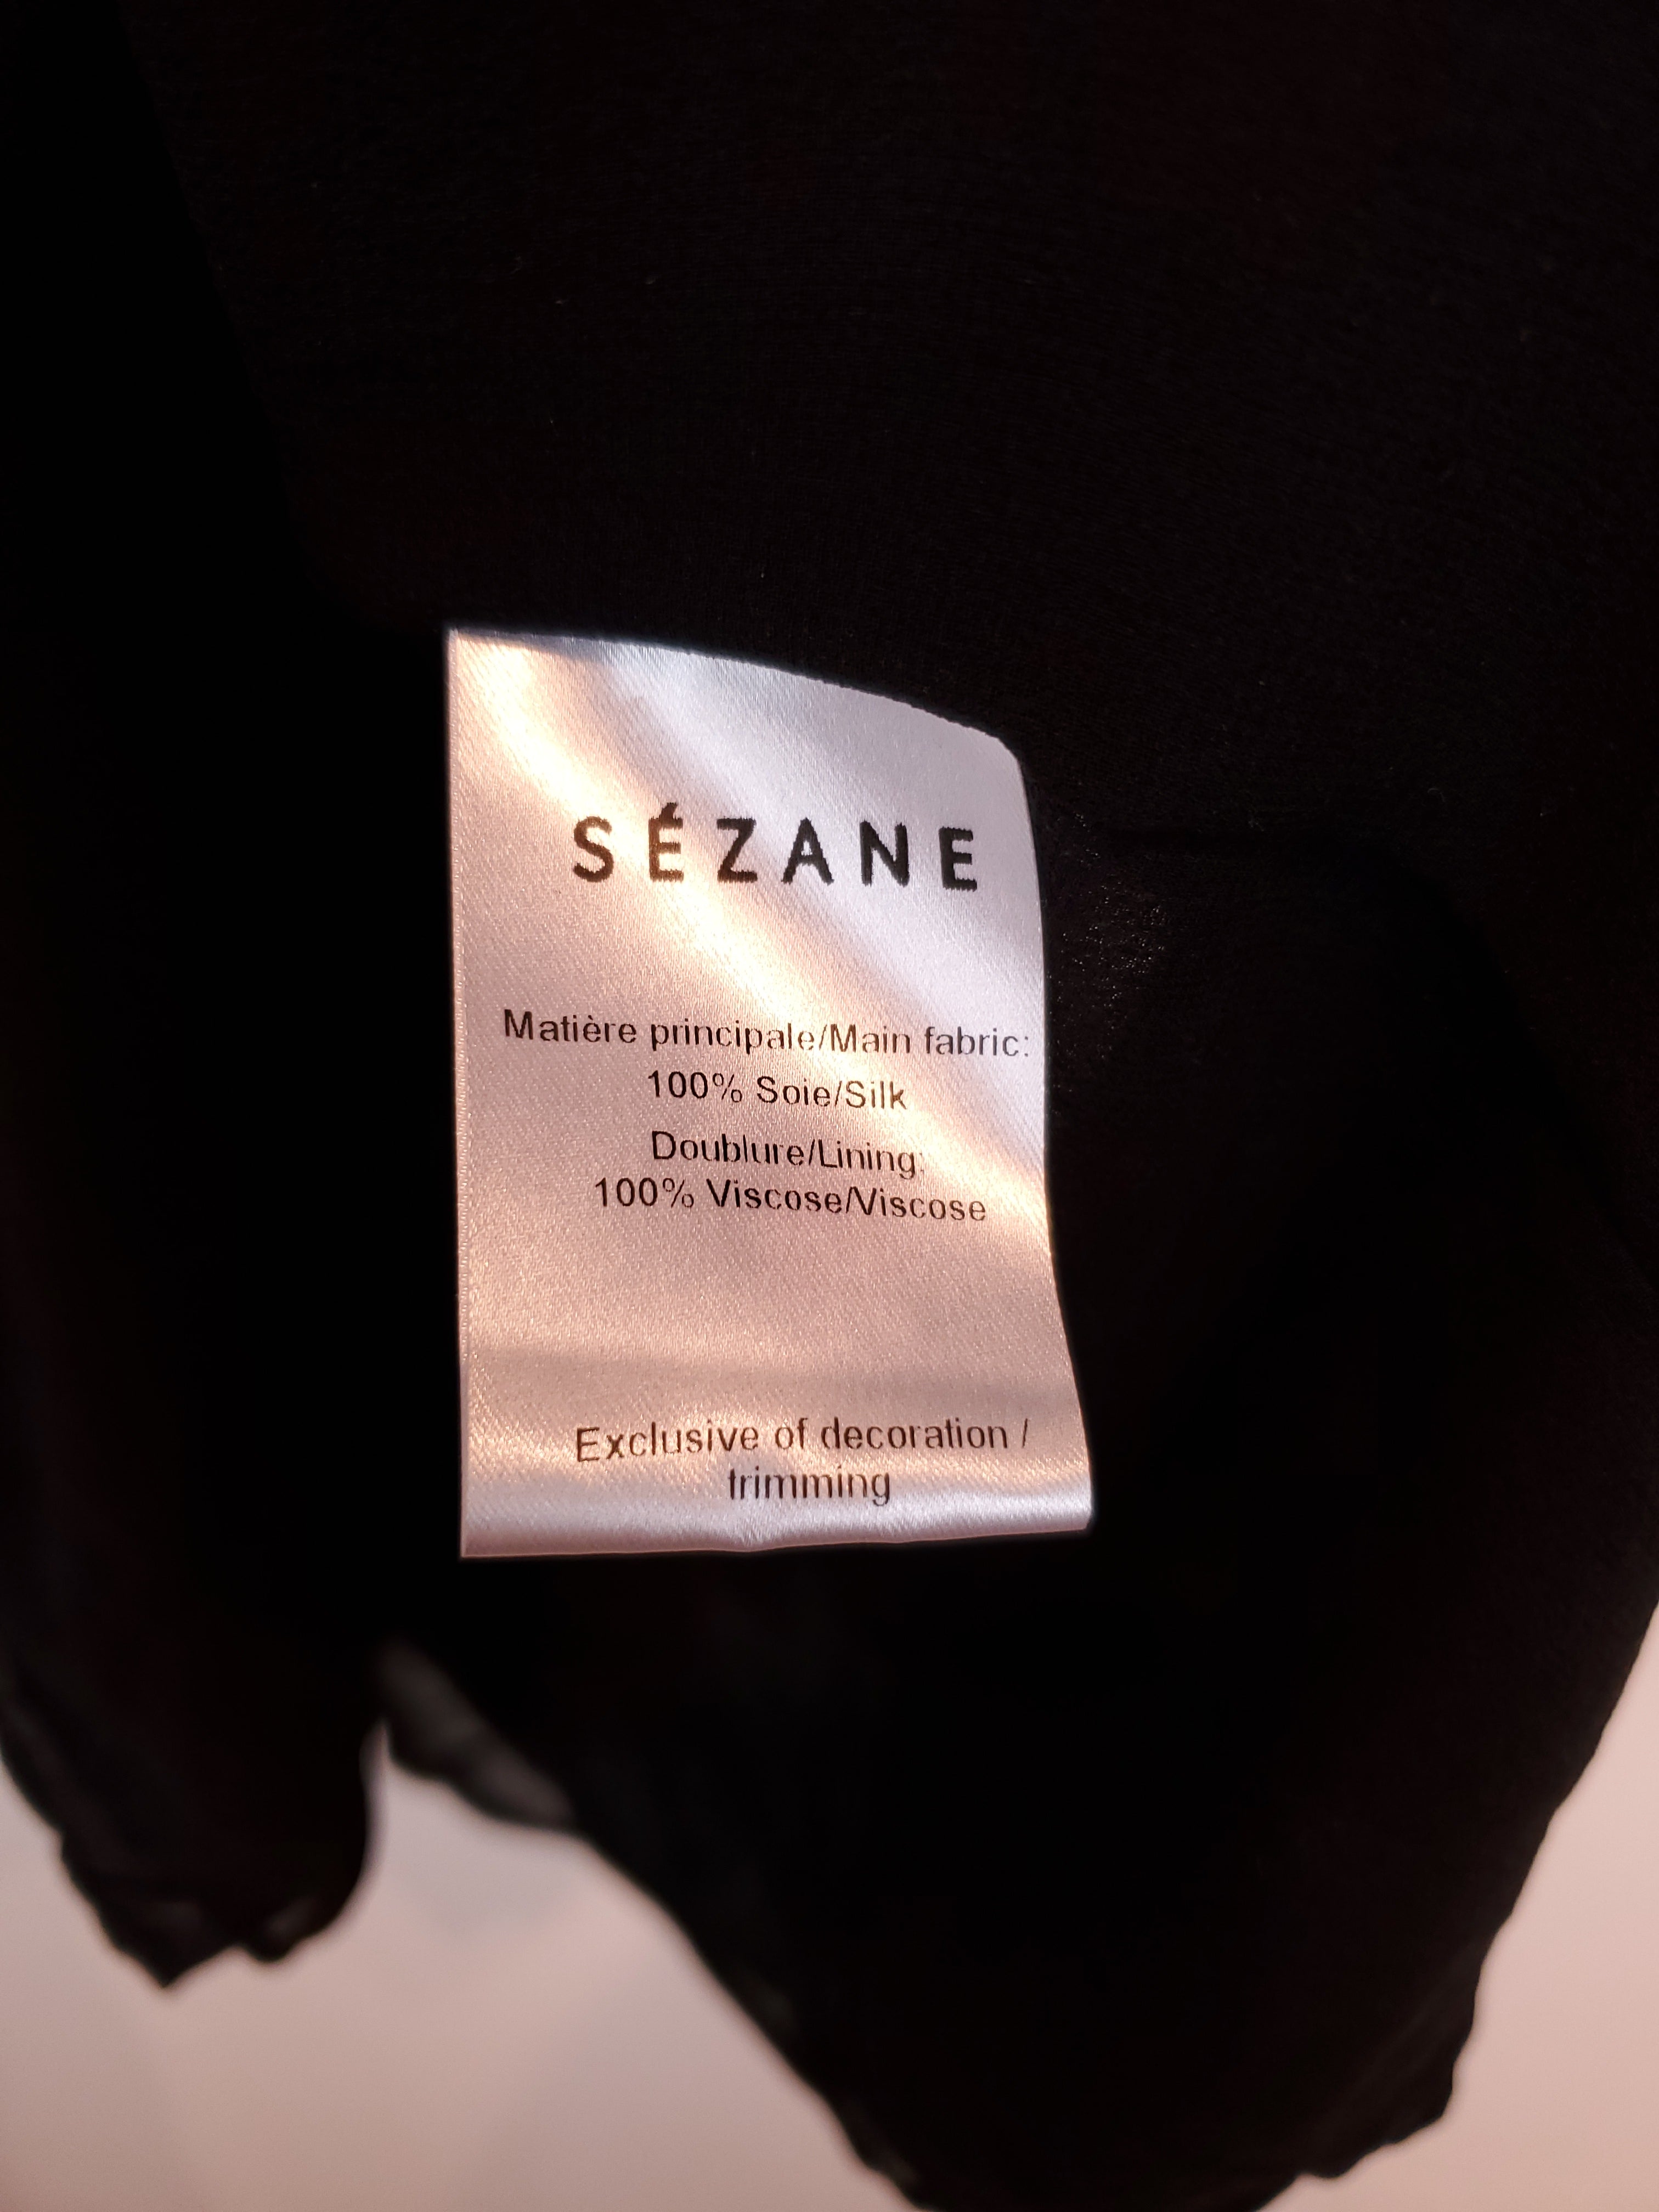 SÉZANE
Matière principale/Main fabric:
100% Soie/Silk
Doublure/Lining:
100% Viscose/Viscose
Exclusive of decoration /
trimming